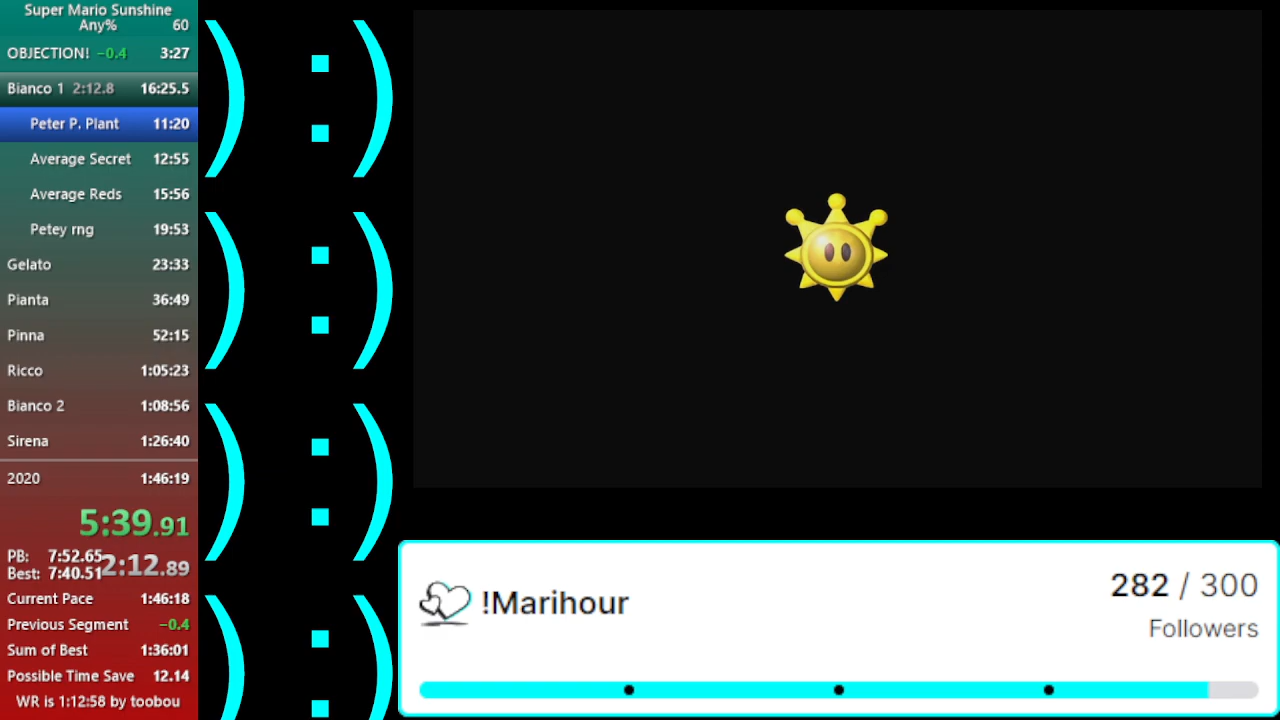 Super Mario Sunshine
Any% 60
OBJECTION! −0.4 3:27
Bianco 1 2:12.8 16:25.5
Peter P. Plant 11:20
Average Secret 12:55
Average Reds 15:56
Petey rng 19:53
Gelato 23:33
Pianta 36:49
Pinna 52:15
Ricco 1:05:23
Bianco 2 1:08:56
Sirena 1:26:40
2020 1:46:19
5:39.91
PB: 7:52.65
Best: 7:40.51 2:12.89
Current Pace 1:46:18
Previous Segment −0.4
Sum of Best 1:36:01
Possible Time Save 12.14
WR is 1:12:58 by toobou
) :)
) :)
) :)
) :)
!Marihour
282 / 300
Followers